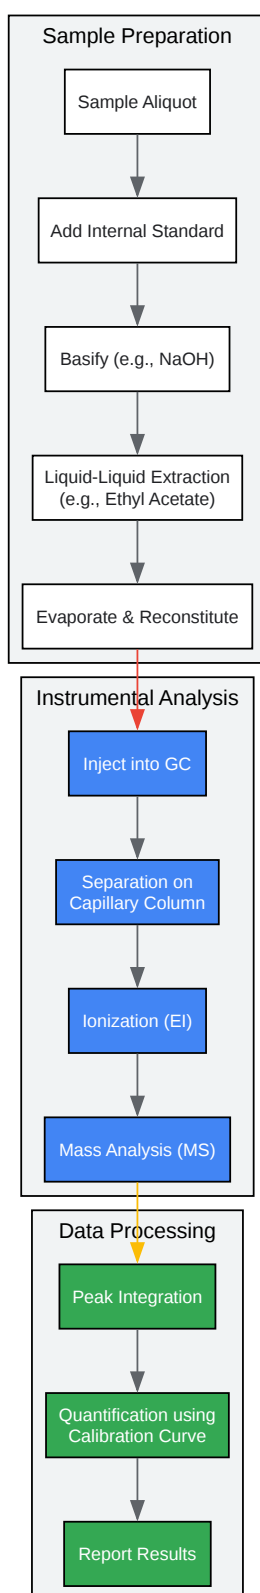 Sample Preparation
Sample Aliquot
Add Internal Standard
Basify (e.g., NaOH)
Liquid-Liquid Extraction
(e.g., Ethyl Acetate)
Evaporate & Reconstitute
Instrumental Analysis
Inject into GC
Separation on
Capillary Column
Ionization (EI)
Mass Analysis (MS)
Data Processing
Peak Integration
Quantification using
Calibration Curve
Report Results